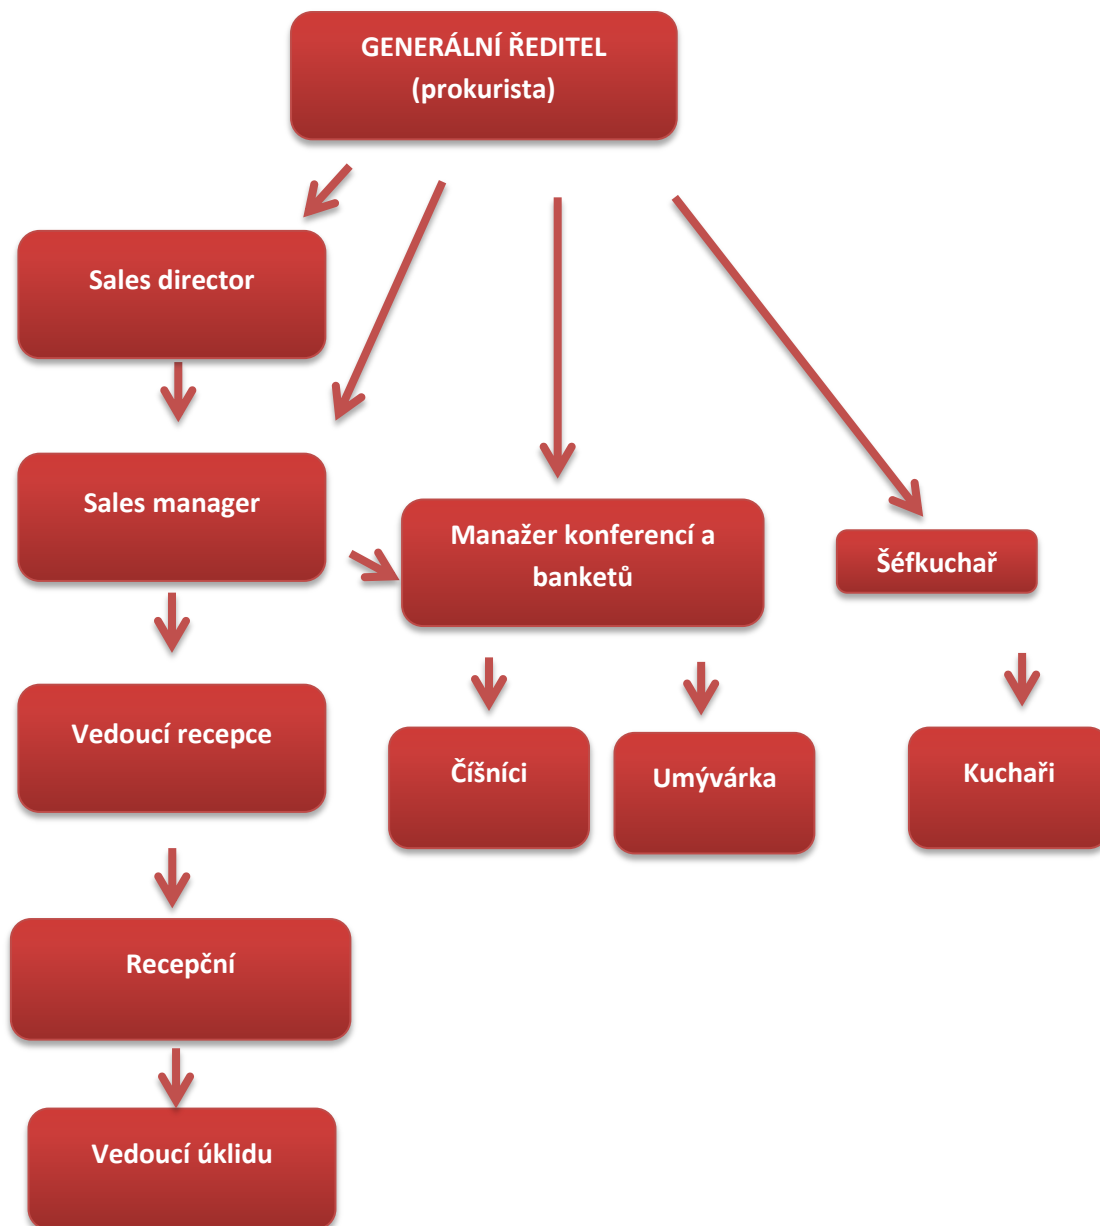 GENERÁLNÍ ŘEDITEL
(prokurista)
Sales director
Sales manager
Manažer konferencí a
banketů
Šéfkuchař
Vedoucí recepce
Číšníci
Umývárka
Kuchaři
Recepční
Vedoucí úklidu